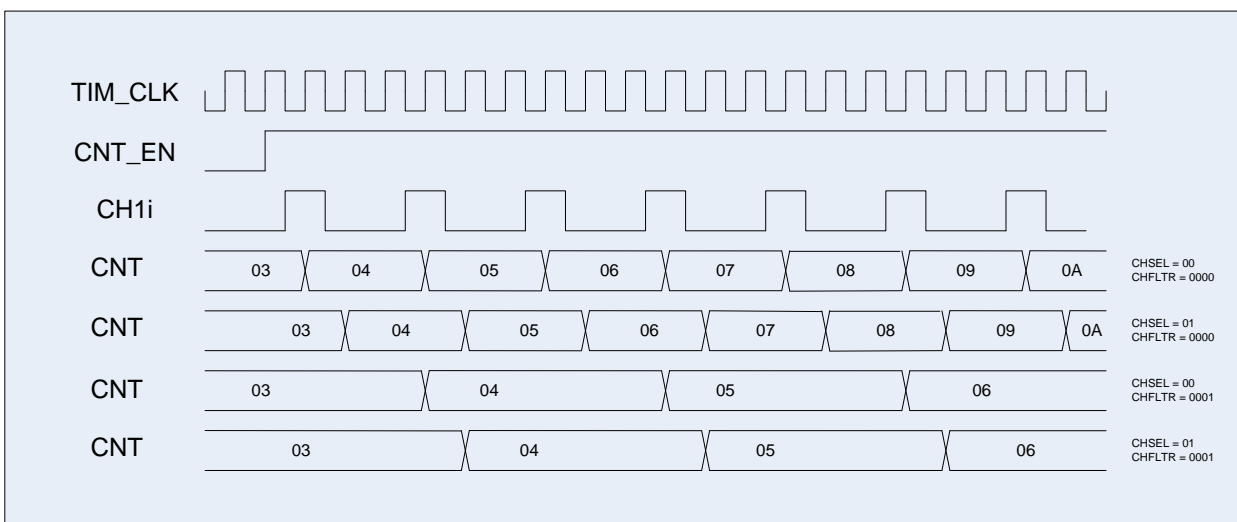 TIM_CLK
CNT_EN
CH1i
CNT 03 04 05 06 07 08 09 0A CHSEL = 00
CHFLTR = 0000
CNT 03 04 05 06 07 08 09 0A CHSEL = 01
CHFLTR = 0000
CNT 03 04 05 06 CHSEL = 00
CHFLTR = 0001
CNT 03 04 05 06 CHSEL = 01
CHFLTR = 0001